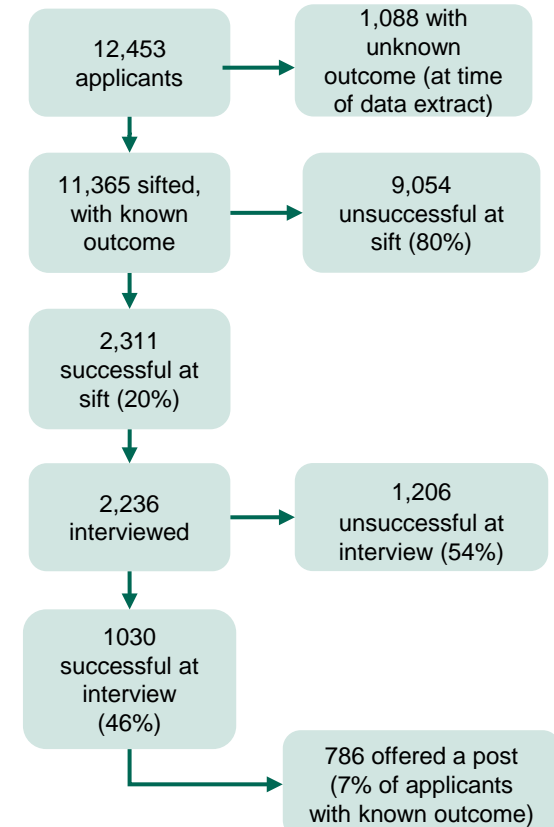 12,453
applicants
1,088 with
unknown
outcome (at time
of data extract)
11,365 sifted,
with known
outcome
9,054
unsuccessful at
sift (80%)
2,311
successful at
sift (20%)
2,236
interviewed
1,206
unsuccessful at
interview (54%)
1030
successful at
interview
(46%)
786 offered a post
(7% of applicants
with known outcome)